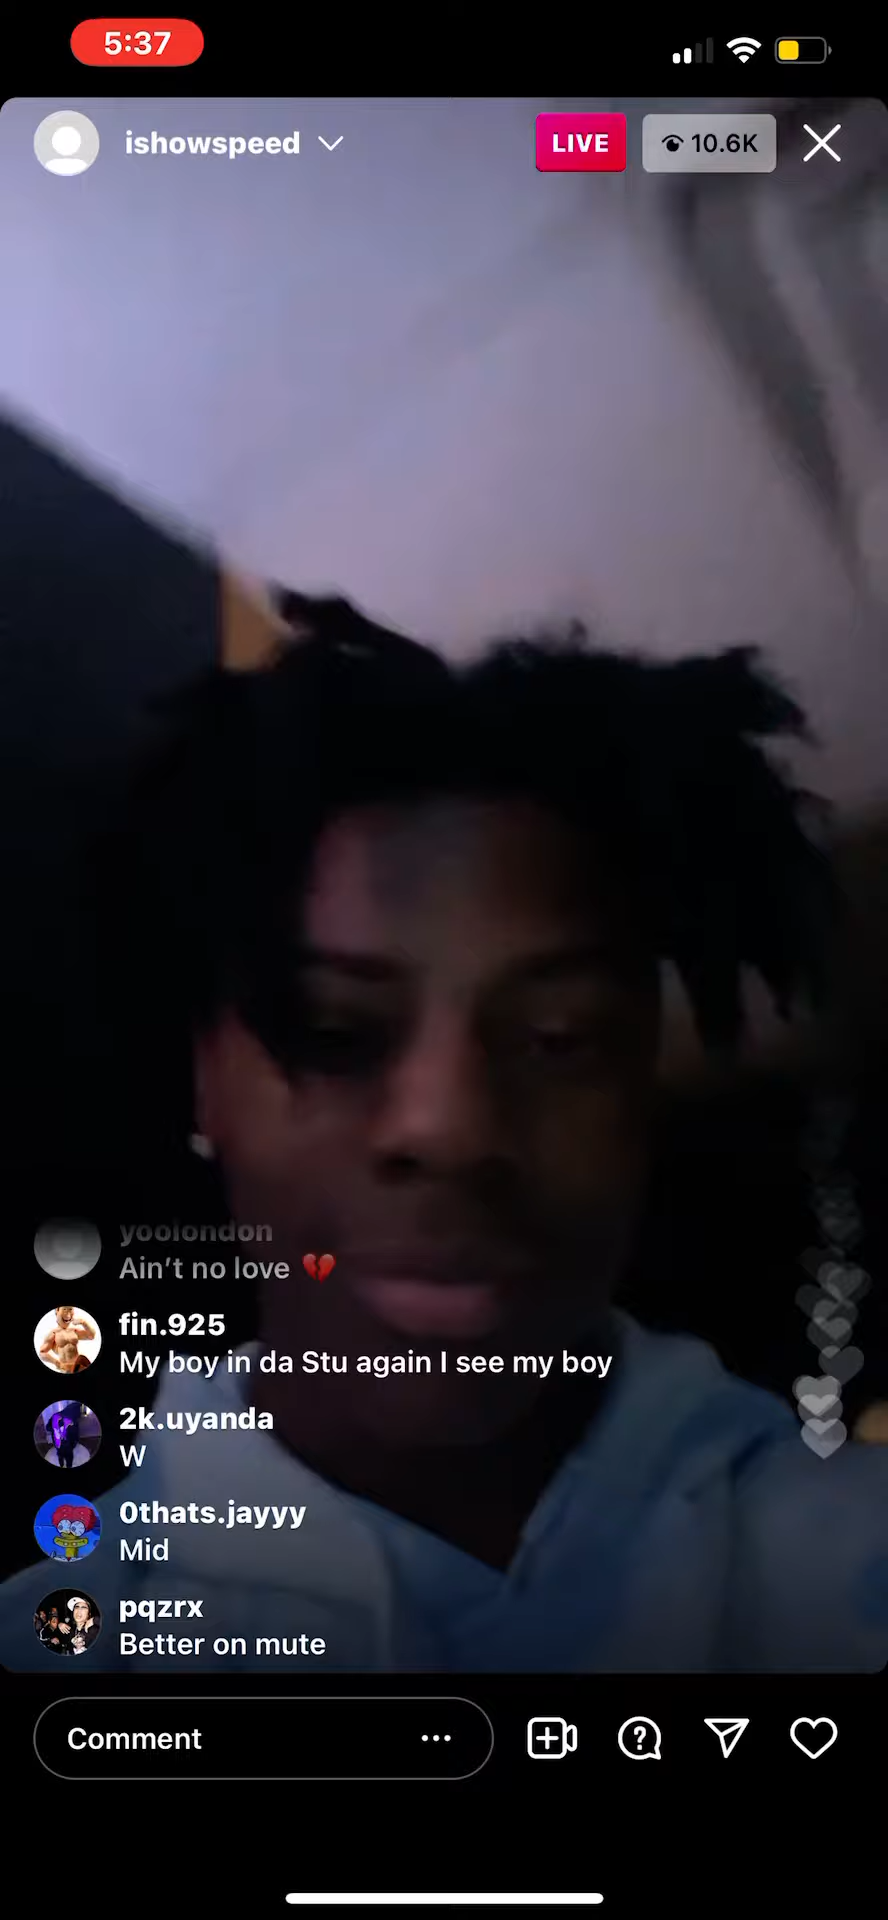 5:37
ishowspeed
LIVE
10.6K
yoolondon
Ain't no love 💔
fin.925
My boy in da Stu again I see my boy
2k.uyanda
W
0thats.jayyy
Mid
pqzrx
Better on mute
Comment